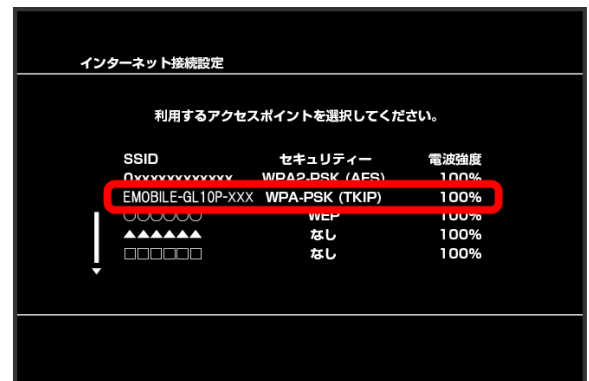 インターネット接続設定
利用するアクセスポイントを選択してください。
SSID セキュリティー 電波強度
0xxxxxxxxxxxx WPA2-PSK (AES) 100%
EMOBILE-GL10P-XXX WPA-PSK (TKIP) 100%
○○○○○○ WEP 100%
▲▲▲▲▲▲ なし 100%
□□□□□□ なし 100%